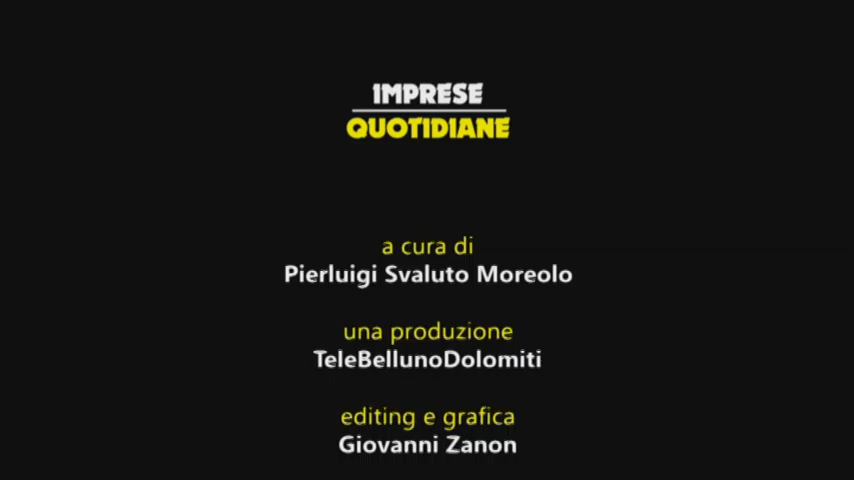 IMPRESE
QUOTIDIANE
a cura di
Pierluigi Svaluto Moreolo
una produzione
TeleBellunoDolomiti
editing e grafica
Giovanni Zanon